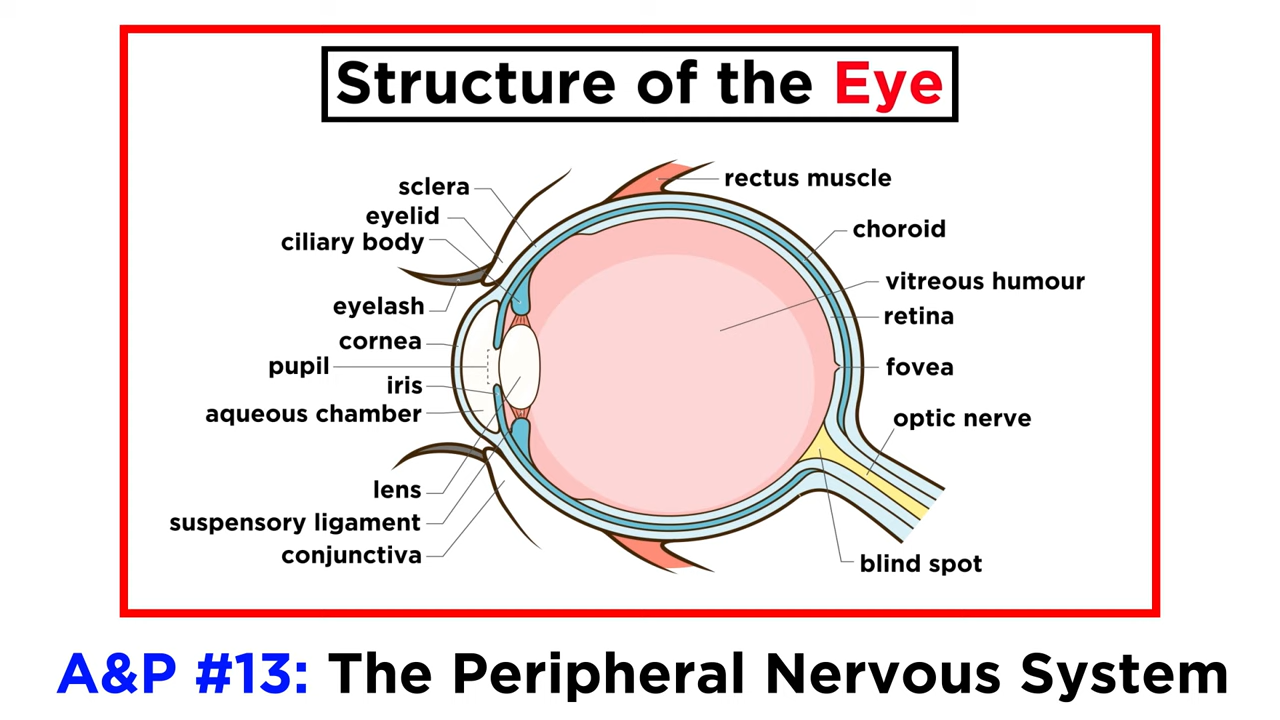 Structure of the Eye
sclera
eyelid
ciliary body
eyelash
cornea
pupil
iris
aqueous chamber
lens
suspensory ligament
conjunctiva
rectus muscle
choroid
vitreous humour
retina
fovea
optic nerve
blind spot
A&P #13: The Peripheral Nervous System